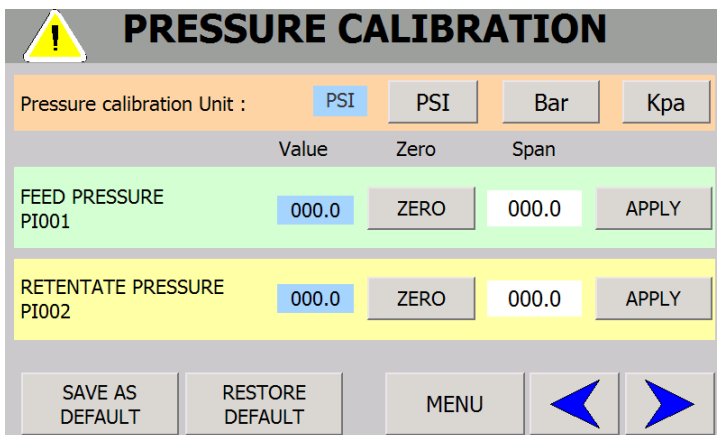 PRESSURE CALIBRATION
Pressure calibration Unit : PSI PSI Bar Kpa
Value Zero Span
FEED PRESSURE
PI001
000.0 ZERO 000.0 APPLY
RETENTATE PRESSURE
PI002
000.0 ZERO 000.0 APPLY
SAVE AS
DEFAULT
RESTORE
DEFAULT
MENU